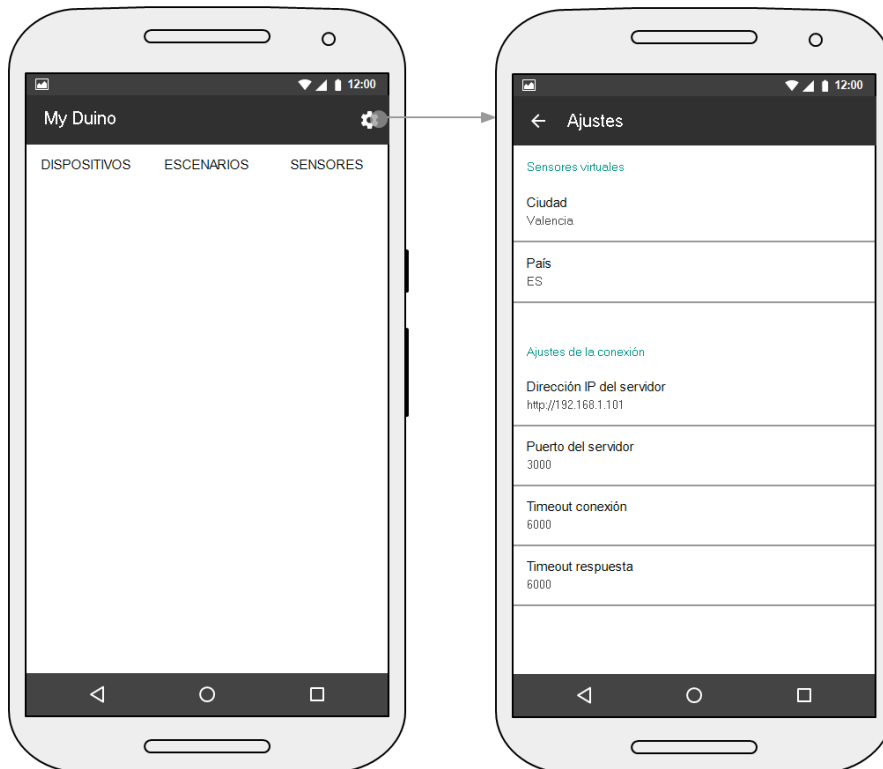 12:00
My Duino
DISPOSITIVOS ESCENARIOS SENSORES
12:00
Ajustes
Sensores virtuales
Ciudad
Valencia
País
ES
Ajustes de la conexión
Dirección IP del servidor
http://192.168.1.101
Puerto del servidor
3000
Timeout conexión
6000
Timeout respuesta
6000